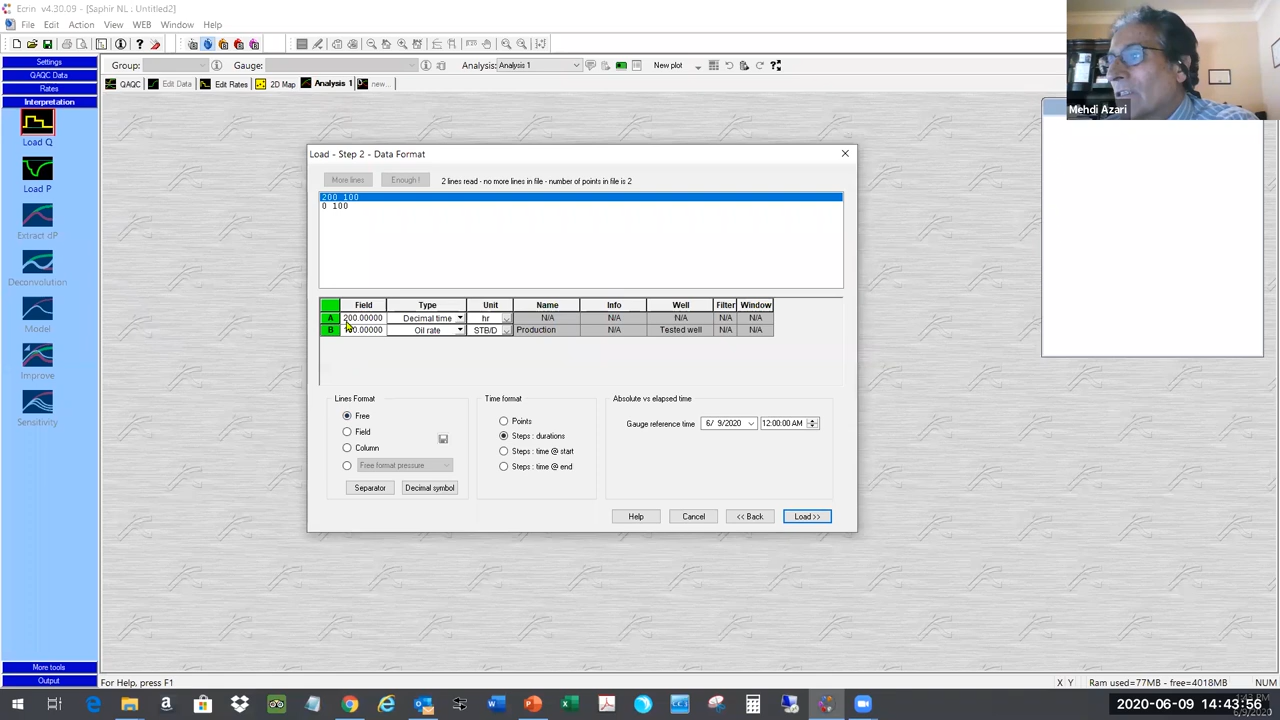 Ecrin v4.30.09 - [Saphir NL : Untitled2]
File Edit Action View WEB Window Help
Settings
Group: Gauge: Analysis: Analysis 1 New plot
QAQC Data
QAQC Edit Data Edit Rates 2D Map Analysis 1 new...
Rates
Interpretation
Mehdi Azari
Load Q
Load P
Extract dP
Deconvolution
Model
Improve
Sensitivity
Load - Step 2 - Data Format
More lines Enough! 2 lines read - no more lines in file - number of points in file is 2
200 100
0 100
Field Type Unit Name Info Well Filter Window
A 200.00000 Decimal time hr N/A N/A N/A N/A N/A
B 100.00000 Oil rate STB/D Production N/A Tested well N/A N/A
Lines Format Time format Absolute vs elapsed time
Free Points Gauge reference time 6/ 9/2020 12:00:00 AM
Field Steps : durations
Column Steps : time @ start
Free format pressure Steps : time @ end
Separator Decimal symbol
Help Cancel << Back Load >>
More tools
Output
For Help, press F1 X Y Ram used=77MB - free=4018MB NUM
2020-06-09 14:43:56